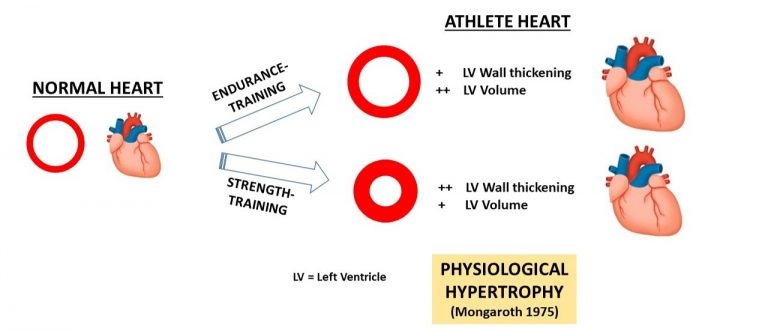 ATHLETE HEART
NORMAL HEART
ENDURANCE-
TRAINING
+ LV Wall thickening
++ LV Volume
STRENGTH-
TRAINING
++ LV Wall thickening
+ LV Volume
LV = Left Ventricle
PHYSIOLOGICAL
HYPERTROPHY
(Mongaroth 1975)